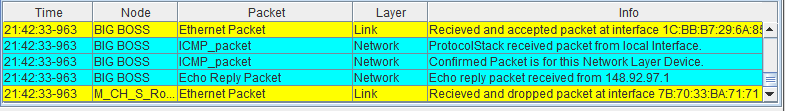 Time Node Packet Layer Info
21:42:33-963 BIG BOSS Ethernet Packet Link Recieved and accepted packet at interface 1C:BB:B7:29:6A:85
21:42:33-963 BIG BOSS ICMP_packet Network ProtocolStack received packet from local Interface.
21:42:33-963 BIG BOSS ICMP_packet Network Confirmed Packet is for this Network Layer Device.
21:42:33-963 BIG BOSS Echo Reply Packet Network Echo reply packet received from 148.92.97.1
21:42:33-963 M_CH_S_Ro... Ethernet Packet Link Recieved and dropped packet at interface 7B:70:33:BA:71:71